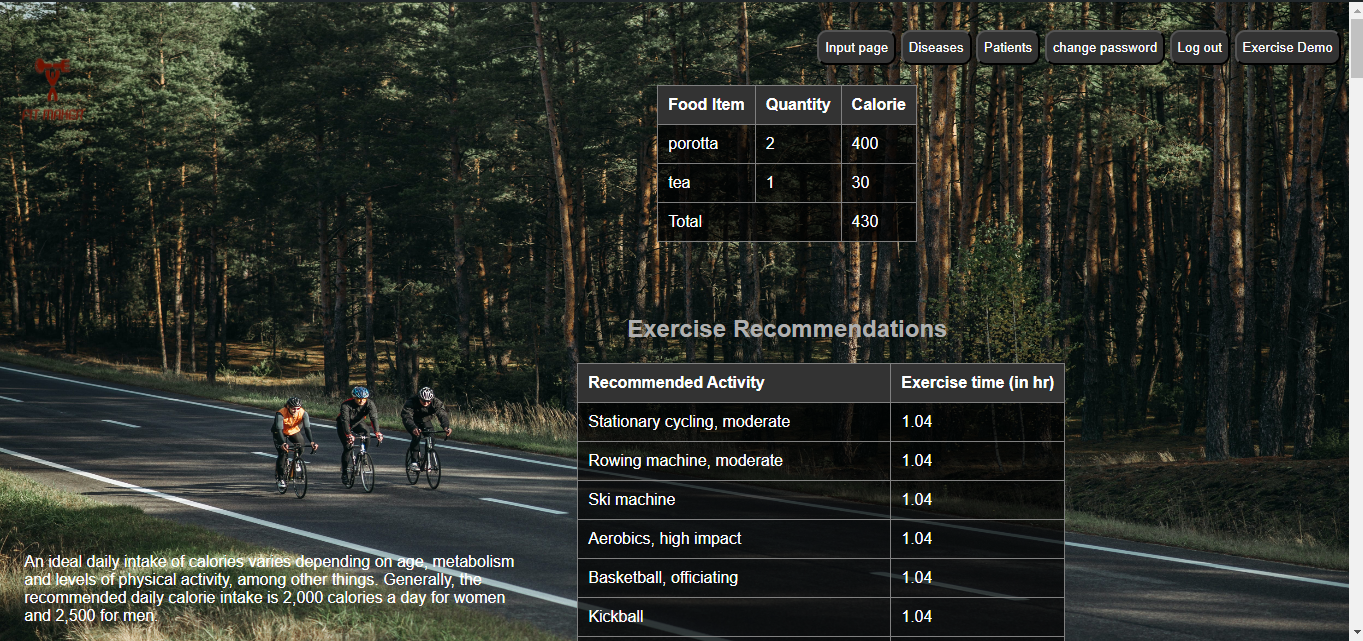 Input page Diseases Patients change password Log out Exercise Demo
Food Item Quantity Calorie
porotta 2 400
tea 1 30
Total 430
Exercise Recommendations
Recommended Activity Exercise time (in hr)
Stationary cycling, moderate 1.04
Rowing machine, moderate 1.04
Ski machine 1.04
Aerobics, high impact 1.04
Basketball, officiating 1.04
Kickball 1.04
An ideal daily intake of calories varies depending on age, metabolism
and levels of physical activity, among other things. Generally, the
recommended daily calorie intake is 2,000 calories a day for women
and 2,500 for men.